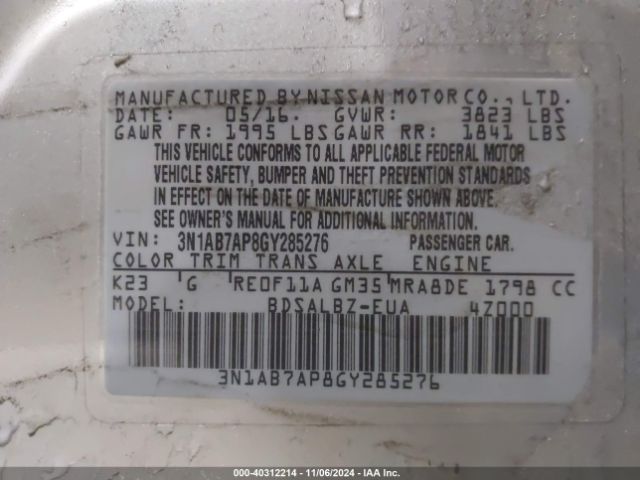 MANUFACTURED BY NISSAN MOTOR CO., LTD.
DATE: 05/16. GVWR: 3823 LBS
GAWR FR: 1995 LBS GAWR RR: 1841 LBS
THIS VEHICLE CONFORMS TO ALL APPLICABLE FEDERAL MOTOR
VEHICLE SAFETY, BUMPER AND THEFT PREVENTION STANDARDS
IN EFFECT ON THE DATE OF MANUFACTURE SHOWN ABOVE.
SEE OWNER'S MANUAL FOR ADDITIONAL INFORMATION.
VIN: 3N1AB7AP8GY285276 PASSENGER CAR.
COLOR TRIM TRANS AXLE ENGINE
K23 G RE0F11A GM35 MRA8DE 1798 CC
MODEL: BDSALBZ-EUA 4Z000
3N1AB7AP8GY285276
000-40312214 - 11/06/2024 - IAA Inc.